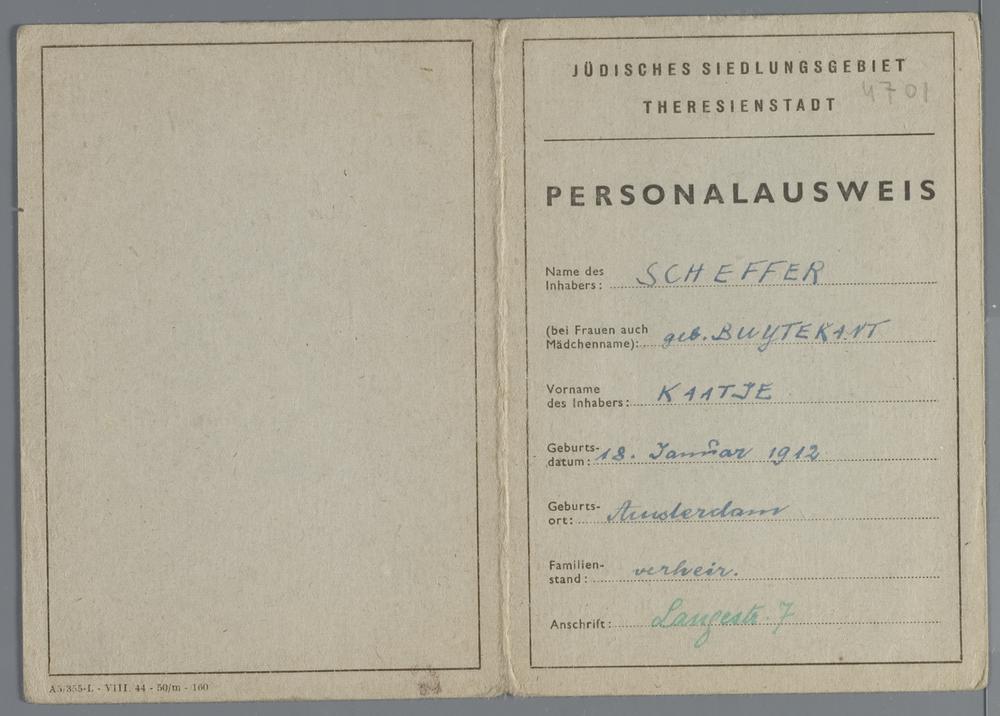 A5/355-I. - VIII. 44 - 50/m - 160
JÜDISCHES SIEDLUNGSGEBIET
4701
THERESIENSTADT
PERSONALAUSWEIS
Name des
Inhabers: SCHEFFER
(bei Frauen auch
Mädchenname): geb. BUYTEKANT
Vorname
des Inhabers: KAATJE
Geburts-
datum: 18. Januar 1912
Geburts-
ort: Amsterdam
Familien-
stand: verheir.
Anschrift: Langestr. 7